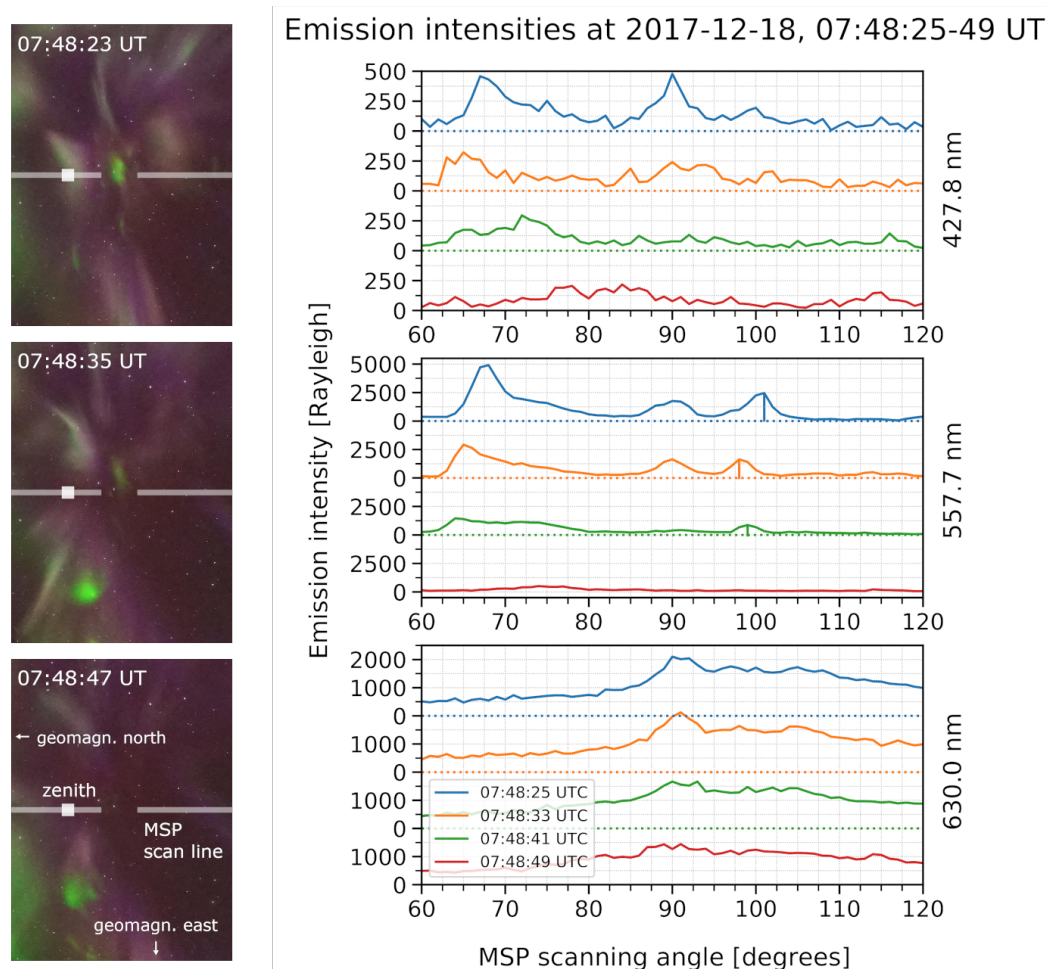 07:48:23 UT
07:48:35 UT
07:48:47 UT
← geomagn. north
zenith
MSP
scan line
geomagn. east
↓
Emission intensities at 2017-12-18, 07:48:25-49 UT
Emission intensity [Rayleigh]
500
250
0
250
0
250
0
250
0
60 70 80 90 100 110 120
427.8 nm
5000
2500
0
2500
0
2500
0
2500
0
60 70 80 90 100 110 120
557.7 nm
2000
1000
0
1000
0
1000
0
1000
0
60 70 80 90 100 110 120
630.0 nm
07:48:25 UTC
07:48:33 UTC
07:48:41 UTC
07:48:49 UTC
MSP scanning angle [degrees]